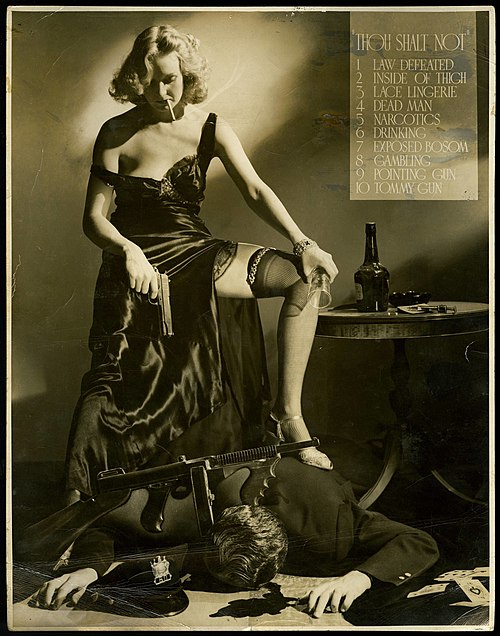 "THOU SHALT NOT"
1 LAW DEFEATED
2 INSIDE OF THIGH
3 LACE LINGERIE
4 DEAD MAN
5 NARCOTICS
6 DRINKING
7 EXPOSED BOSOM
8 GAMBLING
9 POINTING GUN
10 TOMMY GUN